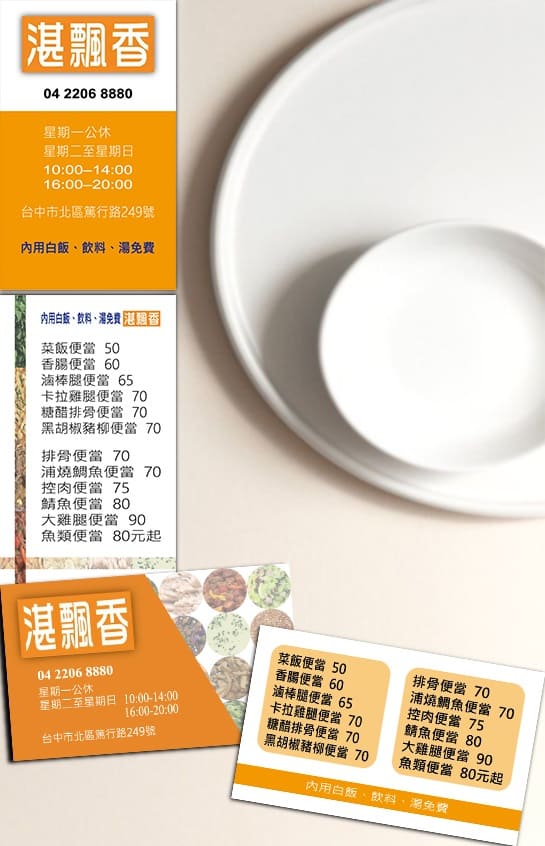 湛飄香
04 2206 8880
星期一公休
星期二至星期日
10:00—14:00
16:00—20:00
台中市北區篤行路249號
內用白飯、飲料、湯免費
內用白飯、飲料、湯免費 湛飄香
菜飯便當 50
香腸便當 60
滷棒腿便當 65
卡拉雞腿便當 70
糖醋排骨便當 70
黑胡椒豬柳便當 70
排骨便當 70
浦燒鯛魚便當 70
控肉便當 75
鯖魚便當 80
大雞腿便當 90
魚類便當 80元起
湛飄香
04 2206 8880
星期一公休
星期二至星期日 10:00-14:00
16:00-20:00
台中市北區篤行路249號
菜飯便當 50
香腸便當 60
滷棒腿便當 65
卡拉雞腿便當 70
糖醋排骨便當 70
黑胡椒豬柳便當 70
排骨便當 70
浦燒鯛魚便當 70
控肉便當 75
鯖魚便當 80
大雞腿便當 90
魚類便當 80元起
內用白飯、飲料、湯免費